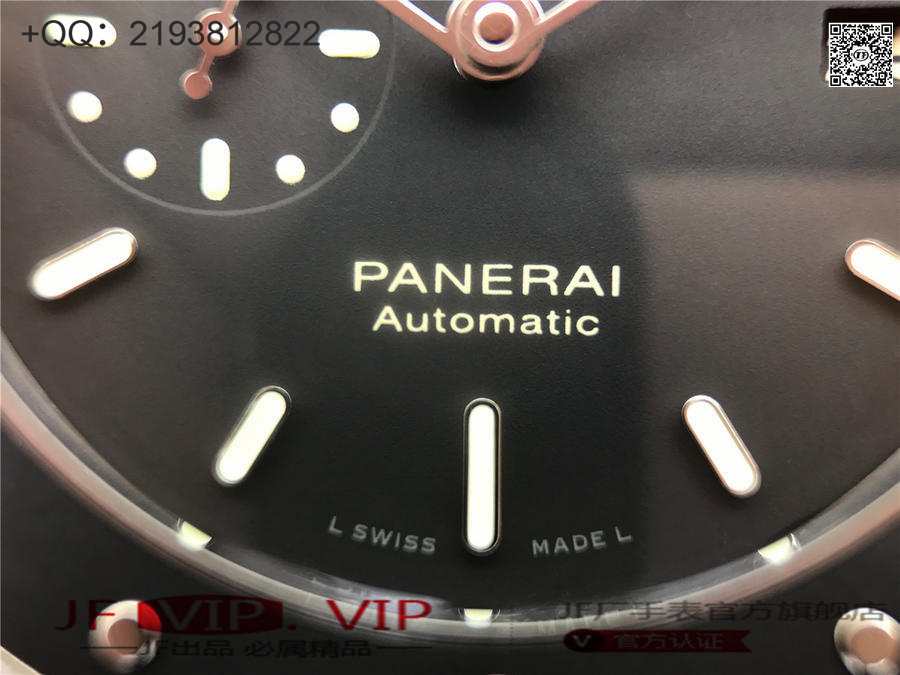 +QQ：2193812822
PANERAI
Automatic
L SWISS MADE L
JF VIP . VIP
JF出品 必属精品
JF厂手表官方旗舰店
V 官方认证